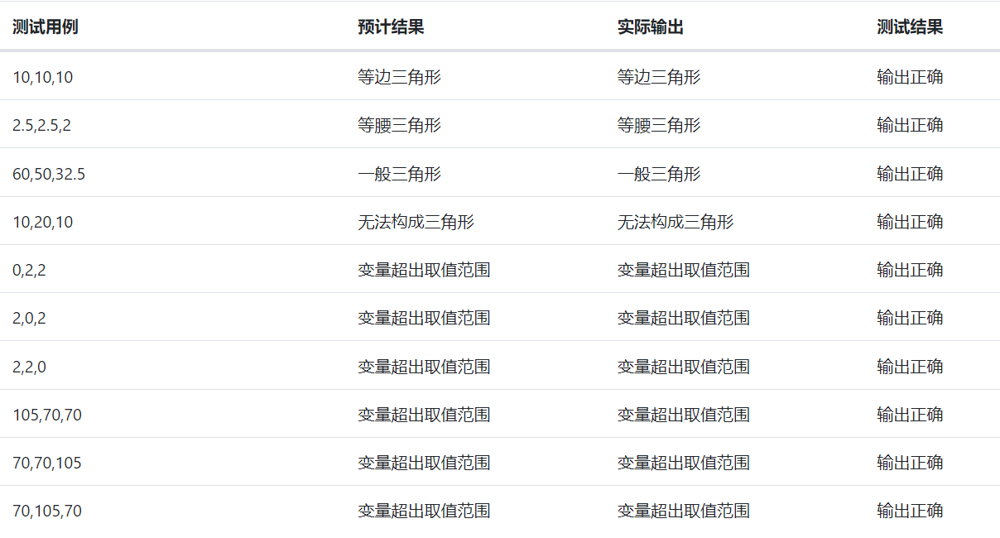 测试用例 预计结果 实际输出 测试结果
10,10,10 等边三角形 等边三角形 输出正确
2.5,2.5,2 等腰三角形 等腰三角形 输出正确
60,50,32.5 一般三角形 一般三角形 输出正确
10,20,10 无法构成三角形 无法构成三角形 输出正确
0,2,2 变量超出取值范围 变量超出取值范围 输出正确
2,0,2 变量超出取值范围 变量超出取值范围 输出正确
2,2,0 变量超出取值范围 变量超出取值范围 输出正确
105,70,70 变量超出取值范围 变量超出取值范围 输出正确
70,70,105 变量超出取值范围 变量超出取值范围 输出正确
70,105,70 变量超出取值范围 变量超出取值范围 输出正确